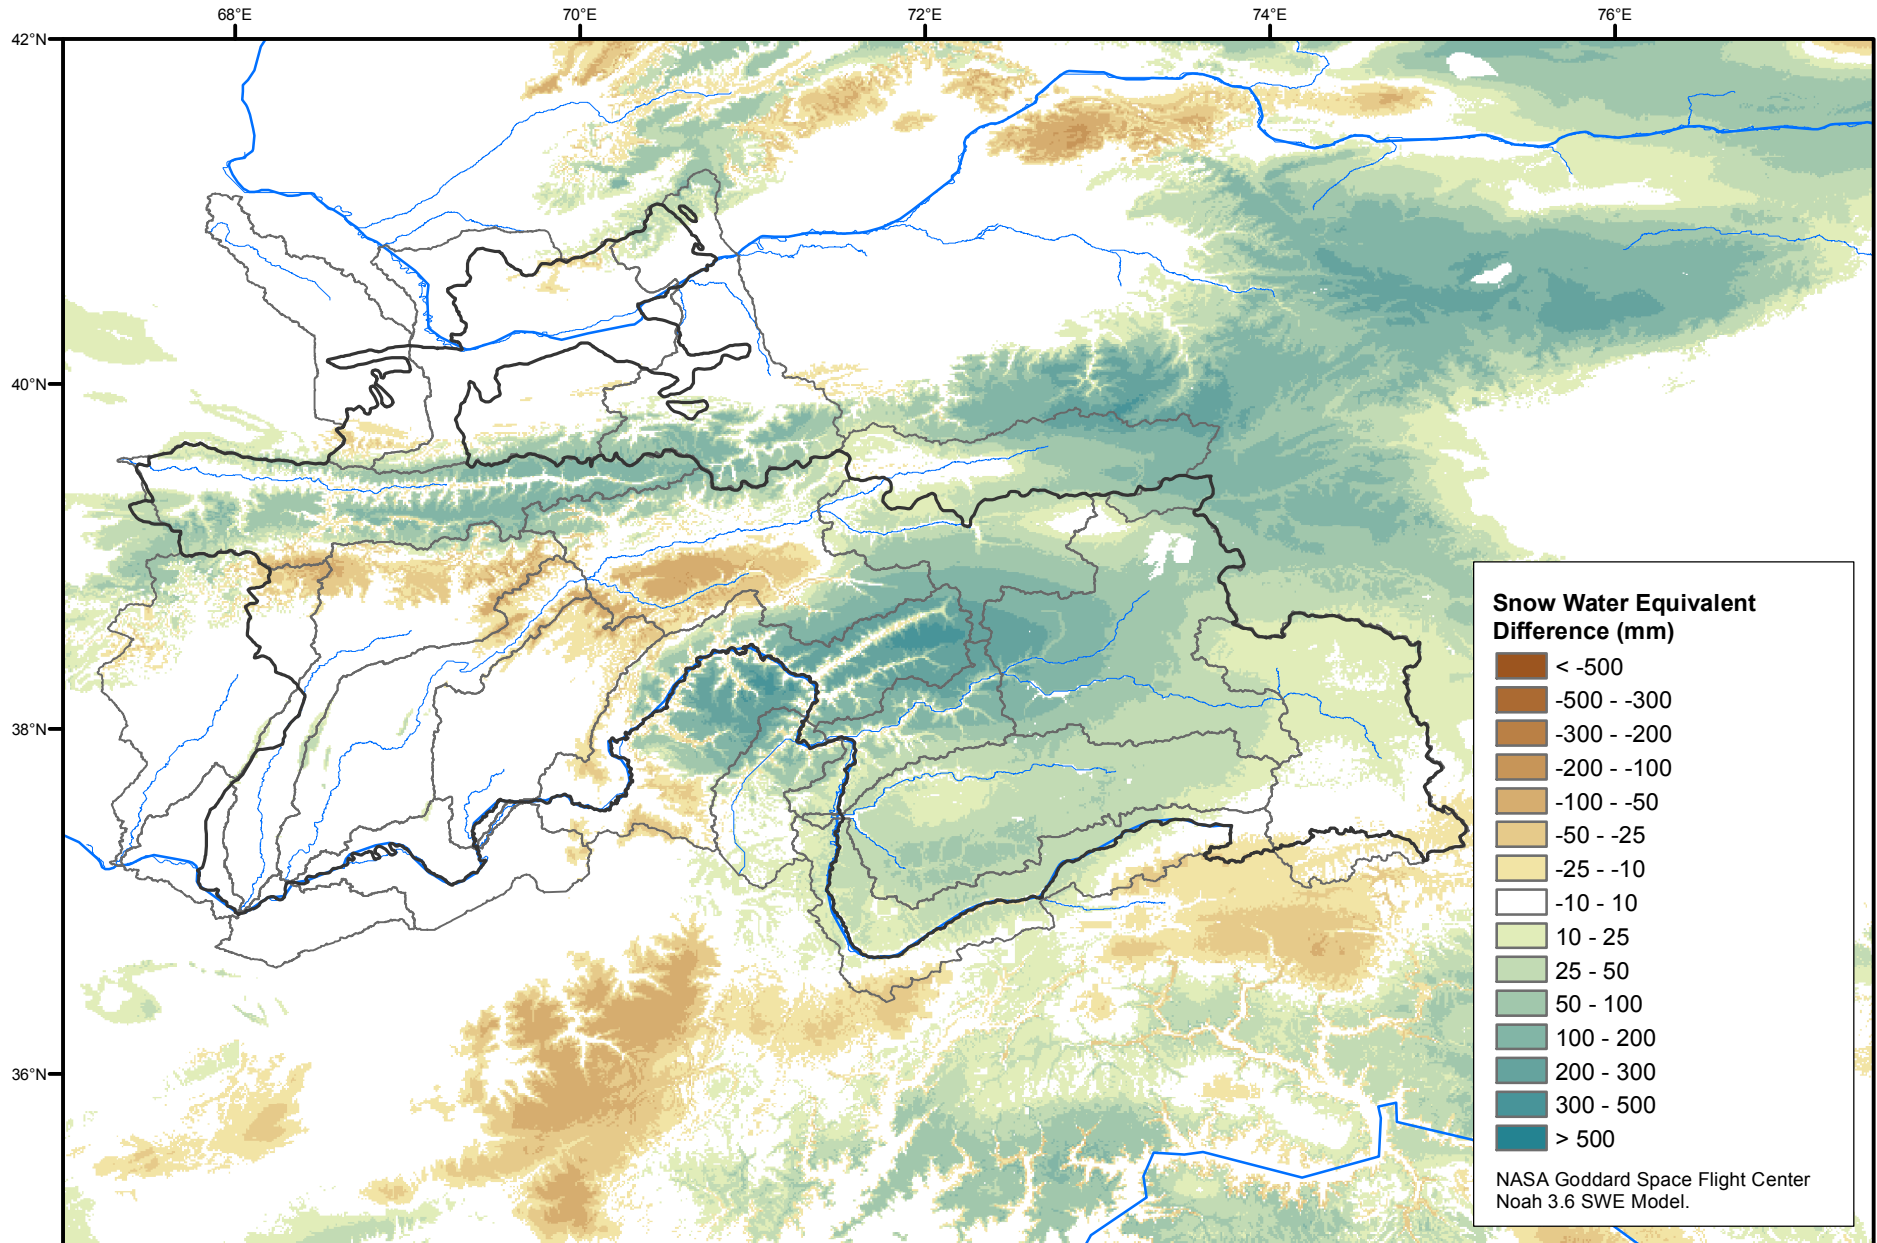 68°E 70°E 72°E 74°E 76°E
42°N
40°N
38°N
36°N
Snow Water Equivalent
Difference (mm)
< -500
-500 - -300
-300 - -200
-200 - -100
-100 - -50
-50 - -25
-25 - -10
-10 - 10
10 - 25
25 - 50
50 - 100
100 - 200
200 - 300
300 - 500
> 500
NASA Goddard Space Flight Center
Noah 3.6 SWE Model.